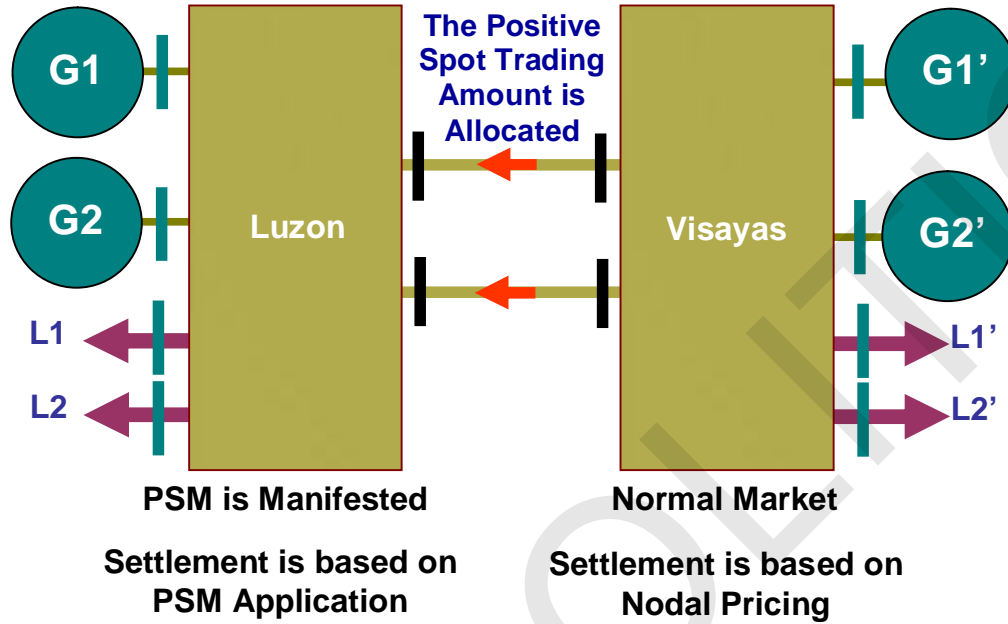 G1
G2
L1
L2
Luzon
The Positive
Spot Trading
Amount is
Allocated
Visayas
G1’
G2’
L1’
L2’
PSM is Manifested
Settlement is based on
PSM Application
Normal Market
Settlement is based on
Nodal Pricing